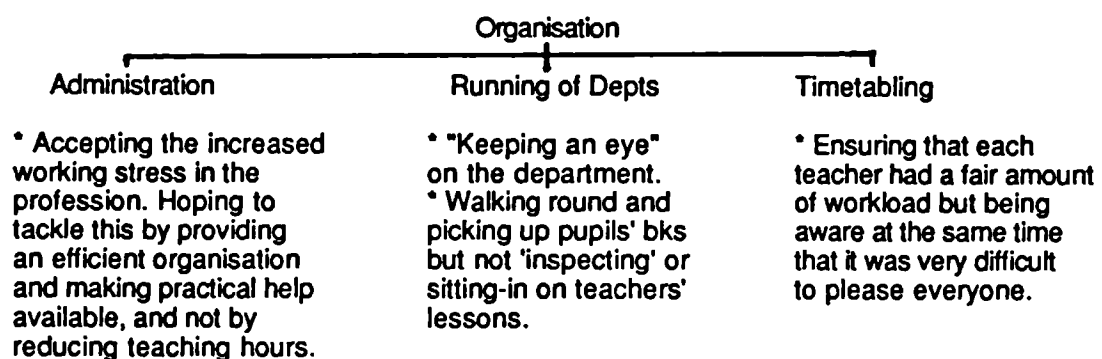 Organisation
Administration
Running of Depts
Timetabling
* Accepting the increased
working stress in the
profession. Hoping to
tackle this by providing
an efficient organisation
and making practical help
available, and not by
reducing teaching hours.
* "Keeping an eye"
on the department.
* Walking round and
picking up pupils' bks
but not 'inspecting' or
sitting-in on teachers'
lessons.
* Ensuring that each
teacher had a fair amount
of workload but being
aware at the same time
that it was very difficult
to please everyone.